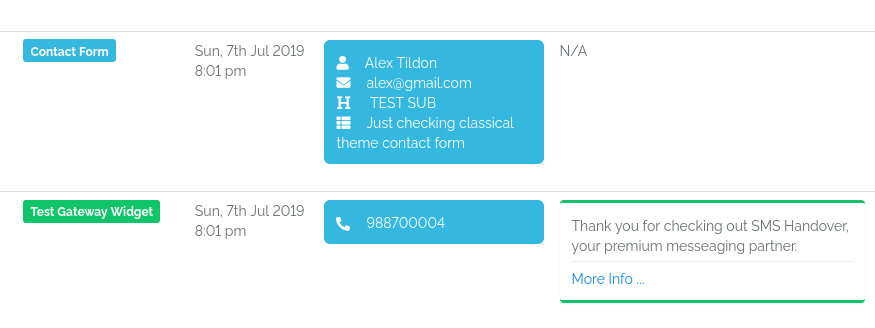 Contact Form
Sun, 7th Jul 2019
8:01 pm
Alex Tildon
alex@gmail.com
TEST SUB
Just checking classical
theme contact form
N/A
Test Gateway Widget
Sun, 7th Jul 2019
8:01 pm
988700004
Thank you for checking out SMS Handover,
your premium messeaging partner.
More Info ...